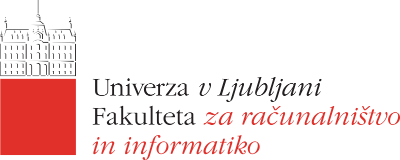 Univerza v Ljubljani
Fakulteta za računalništvo
in informatiko